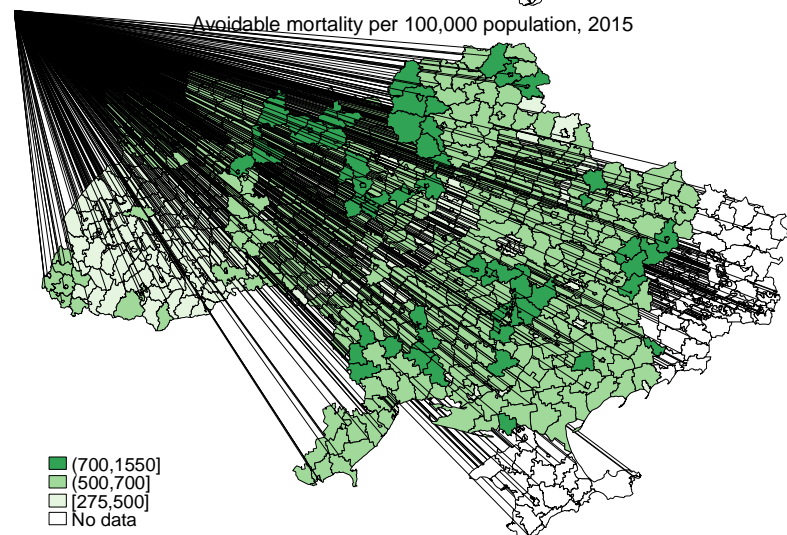 Avoidable mortality per 100,000 population, 2015
(700,1550]
(500,700]
[275,500]
No data